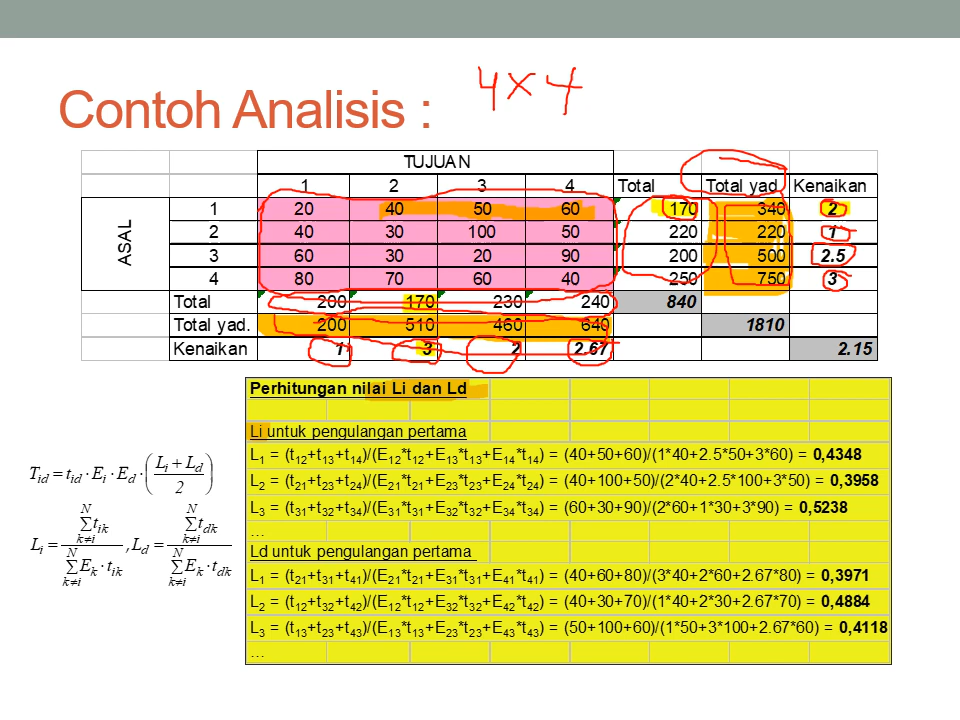 4 × 4
Contoh Analisis :
TUJUAN
1 2 3 4 Total Total yad Kenaikan
ASAL
1 20 40 50 60 170 340 2
2 40 30 100 50 220 220 1
3 60 30 20 90 200 500 2.5
4 80 70 60 40 250 750 3
Total 200 170 230 240 840
Total yad. 200 510 460 640 1810
Kenaikan 1 3 2 2.67 2.15
Perhitungan nilai Li dan Ld
Li untuk pengulangan pertama
L1 = (t12+t13+t14)/(E12*t12+E13*t13+E14*t14) = (40+50+60)/(1*40+2.5*50+3*60) = 0,4348
L2 = (t21+t23+t24)/(E21*t21+E23*t23+E24*t24) = (40+100+50)/(2*40+2.5*100+3*50) = 0,3958
L3 = (t31+t32+t34)/(E31*t31+E32*t32+E34*t34) = (60+30+90)/(2*60+1*30+3*90) = 0,5238
...
Ld untuk pengulangan pertama
L1 = (t21+t31+t41)/(E21*t21+E31*t31+E41*t41) = (40+60+80)/(3*40+2*60+2.67*80) = 0,3971
L2 = (t12+t32+t42)/(E12*t12+E32*t32+E42*t42) = (40+30+70)/(1*40+2*30+2.67*70) = 0,4884
L3 = (t13+t23+t43)/(E13*t13+E23*t23+E43*t43) = (50+100+60)/(1*50+3*100+2.67*60) = 0,4118
...
Tid = tid · Ei · Ed · ( (Li + Ld) / 2 )
Li = N∑k≠i tik / N∑k≠i Ek · tik , Ld = N∑k≠i tdk / N∑k≠i Ek · tdk